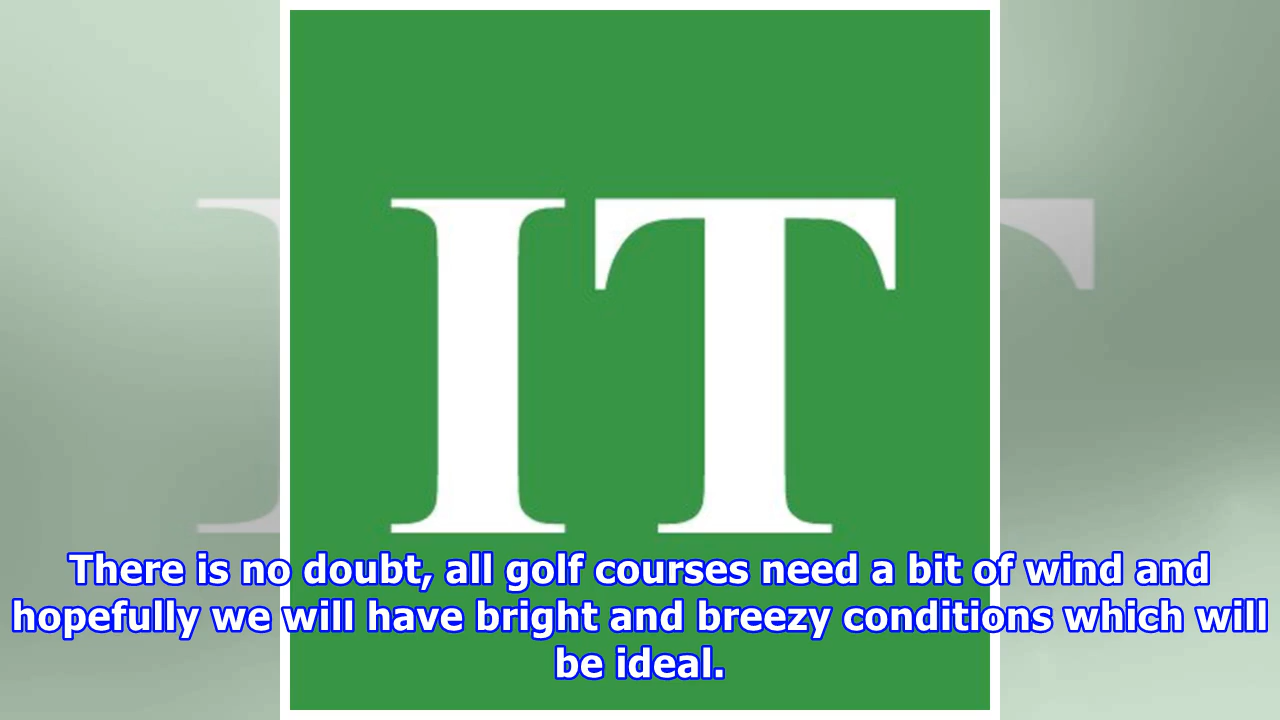 IT
There is no doubt, all golf courses need a bit of wind and
hopefully we will have bright and breezy conditions which will
be ideal.